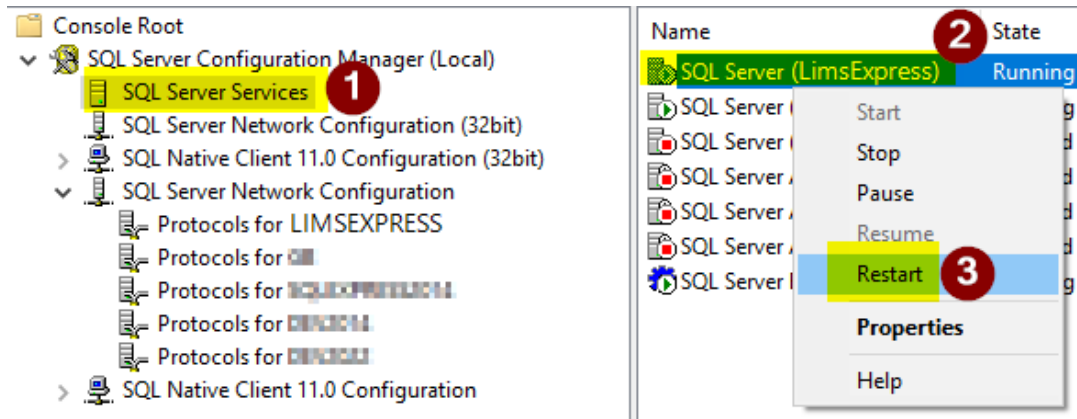 Console Root
SQL Server Configuration Manager (Local)
SQL Server Services 1
SQL Server Network Configuration (32bit)
SQL Native Client 11.0 Configuration (32bit)
SQL Server Network Configuration
Protocols for LIMSEXPRESS
Protocols for
Protocols for
Protocols for
Protocols for
SQL Native Client 11.0 Configuration
Name 2 State
SQL Server (LimsExpress) Running
SQL Server (
SQL Server (
SQL Server
SQL Server
SQL Server
SQL Server
Start
Stop
Pause
Resume
Restart 3
Properties
Help